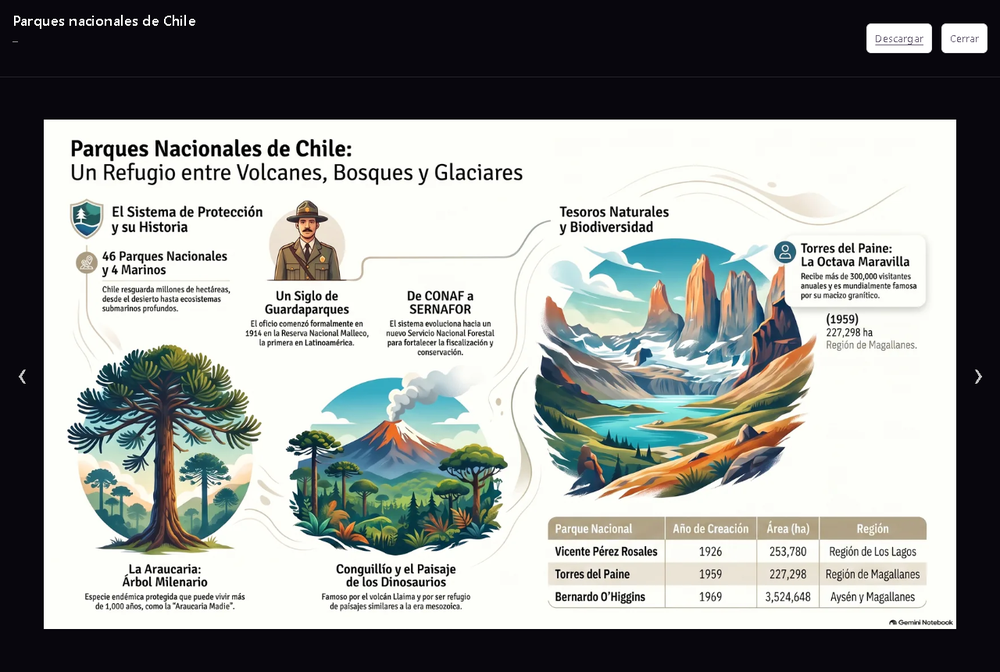 Parques nacionales de Chile
Descargar
Cerrar
Parques Nacionales de Chile:
Un Refugio entre Volcanes, Bosques y Glaciares
El Sistema de Protección
y su Historia
46 Parques Nacionales
y 4 Marinos
Chile resguarda millones de hectáreas,
desde el desierto hasta ecosistemas
submarinos profundos.
Un Siglo de
Guardaparques
El oficio comenzó formalmente en
1914 en la Reserva Nacional Malleco,
la primera en Latinoamérica.
De CONAF a
SERNAFOR
El sistema evoluciona hacia un
nuevo Servicio Nacional Forestal
para fortalecer la fiscalización y
conservación.
La Araucaria:
Árbol Milenario
Especie endémica protegida que puede vivir más
de 1,000 años, como la "Araucaria Madie".
Conguillío y el Paisaje
de los Dinosaurios
Famoso por el volcán Llaima y por ser refugio
de paisajes similares a la era mesozoica.
Tesoros Naturales
y Biodiversidad
Torres del Paine:
La Octava Maravilla
Recibe más de 300,000 visitantes
anuales y es mundialmente famosa
por su macizo granítico.
(1959)
227,298 ha
Región de Magallanes.
Parque Nacional Año de Creación Área (ha) Región
Vicente Pérez Rosales 1926 253,780 Región de Los Lagos
Torres del Paine 1959 227,298 Región de Magallanes
Bernardo O'Higgins 1969 3,524,648 Aysén y Magallanes
Gemini Notebook